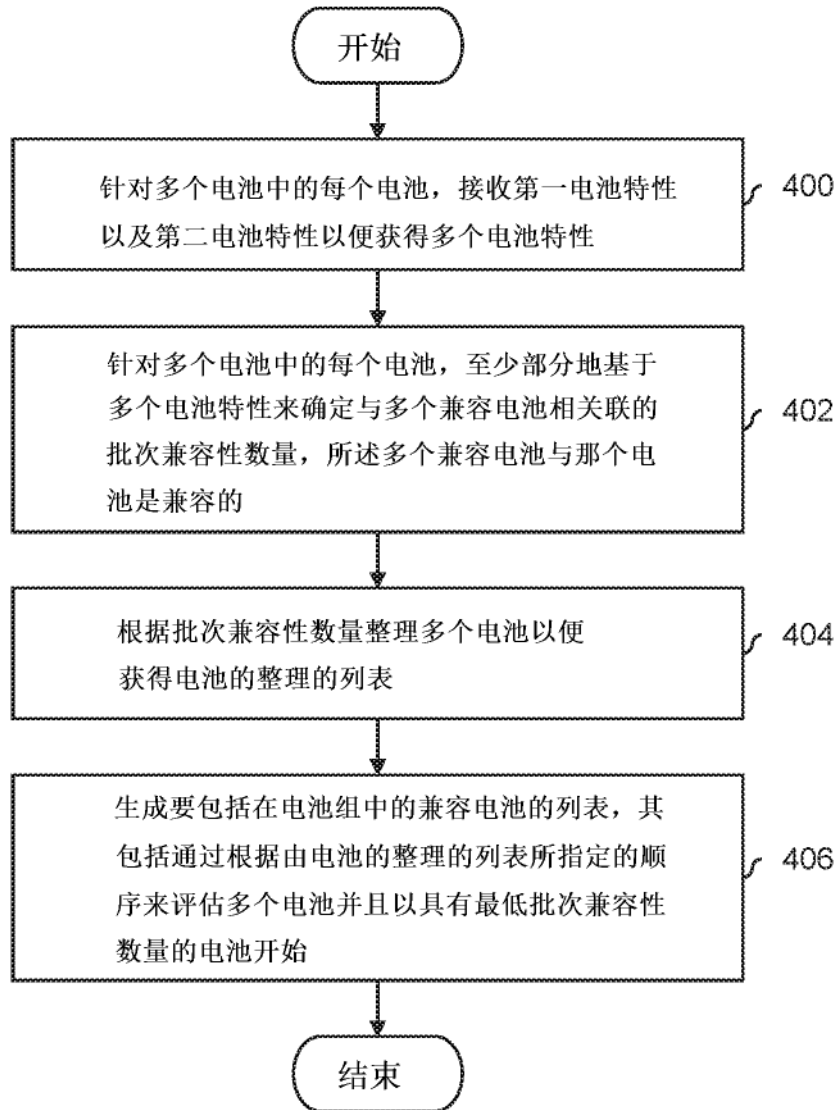 开始
针对多个电池中的每个电池，接收第一电池特性
以及第二电池特性以便获得多个电池特性
400
针对多个电池中的每个电池，至少部分地基于
多个电池特性来确定与多个兼容电池相关联的
批次兼容性数量，所述多个兼容电池与那个电
池是兼容的
402
根据批次兼容性数量整理多个电池以便
获得电池的整理的列表
404
生成要包括在电池组中的兼容电池的列表，其
包括通过根据由电池的整理的列表所指定的顺
序来评估多个电池并且以具有最低批次兼容性
数量的电池开始
406
结束